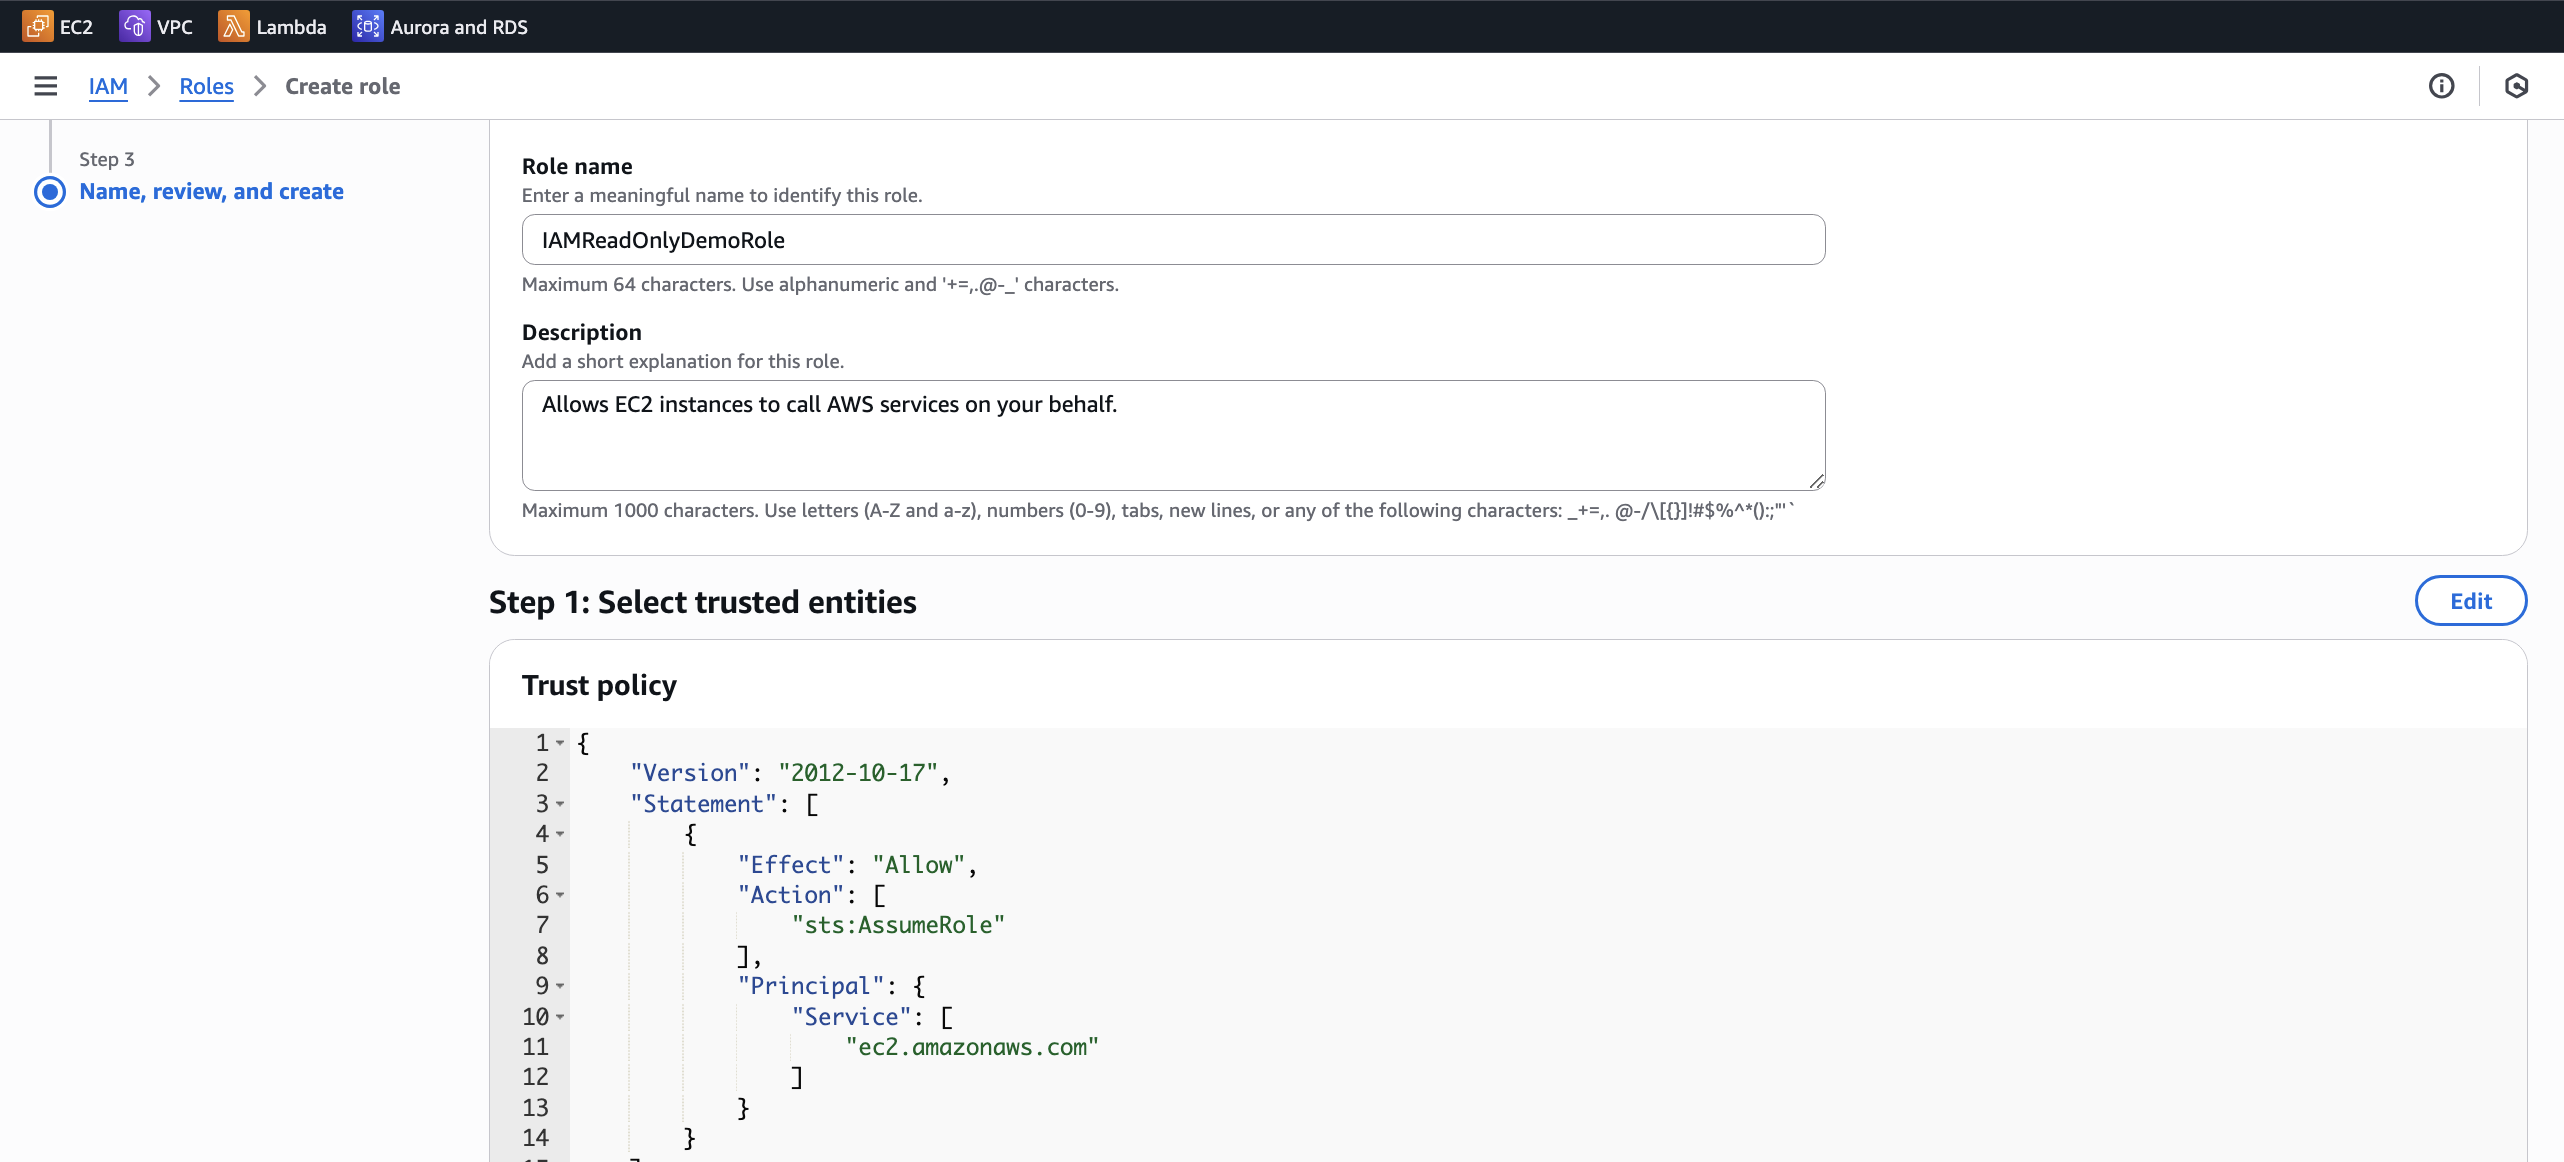 EC2 VPC Lambda Aurora and RDS
IAM Roles Create role
Step 3
Name, review, and create
Role name
Enter a meaningful name to identify this role.
IAMReadOnlyDemoRole
Maximum 64 characters. Use alphanumeric and '+=,.@-_' characters.
Description
Add a short explanation for this role.
Allows EC2 instances to call AWS services on your behalf.
Maximum 1000 characters. Use letters (A-Z and a-z), numbers (0-9), tabs, new lines, or any of the following characters: _+=,. @-/\[{}]!#$%^*();:"'`
Step 1: Select trusted entities
Edit
Trust policy
1 {
2 "Version": "2012-10-17",
3 "Statement": [
4 {
5 "Effect": "Allow",
6 "Action": [
7 "sts:AssumeRole"
8 ],
9 "Principal": {
10 "Service": [
11 "ec2.amazonaws.com"
12 ]
13 }
14 }